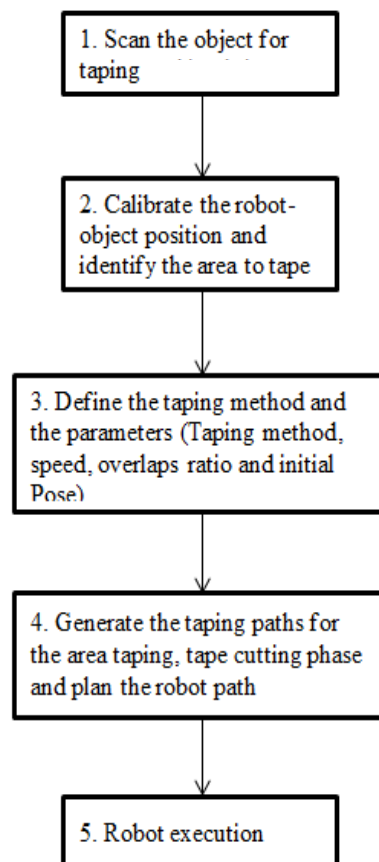 1. Scan the object for
taping
2. Calibrate the robot-
object position and
identify the area to tape
3. Define the taping method and
the parameters (Taping method,
speed, overlaps ratio and initial
Pose)
4. Generate the taping paths for
the area taping, tape cutting phase
and plan the robot path
5. Robot execution